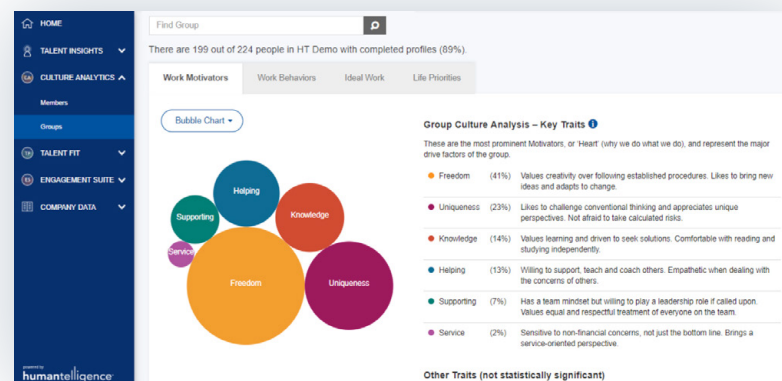 HOME
TALENT INSIGHTS
CULTURE ANALYTICS
Members
Groups
TALENT FIT
ENGAGEMENT SUITE
COMPANY DATA
powered by
humantelligence
Find Group
There are 199 out of 224 people in HT Demo with completed profiles (89%).
Work Motivators Work Behaviors Ideal Work Life Priorities
Bubble Chart
Helping
Supporting
Knowledge
Service
Freedom
Uniqueness
Group Culture Analysis – Key Traits
These are the most prominent Motivators, or 'Heart' (why we do what we do), and represent the major
drive factors of the group.
Freedom (41%) Values creativity over following established procedures. Likes to bring new
ideas and adapts to change.
Uniqueness (23%) Likes to challenge conventional thinking and appreciates unique
perspectives. Not afraid to take calculated risks.
Knowledge (14%) Values learning and driven to seek solutions. Comfortable with reading and
studying independently.
Helping (13%) Willing to support, teach and coach others. Empathetic when dealing with
the concerns of others.
Supporting (7%) Has a team mindset but willing to play a leadership role if called upon.
Values equal and respectful treatment of everyone on the team.
Service (2%) Sensitive to non-financial concerns, not just the bottom line. Brings a
service-oriented perspective.
Other Traits (not statistically significant)